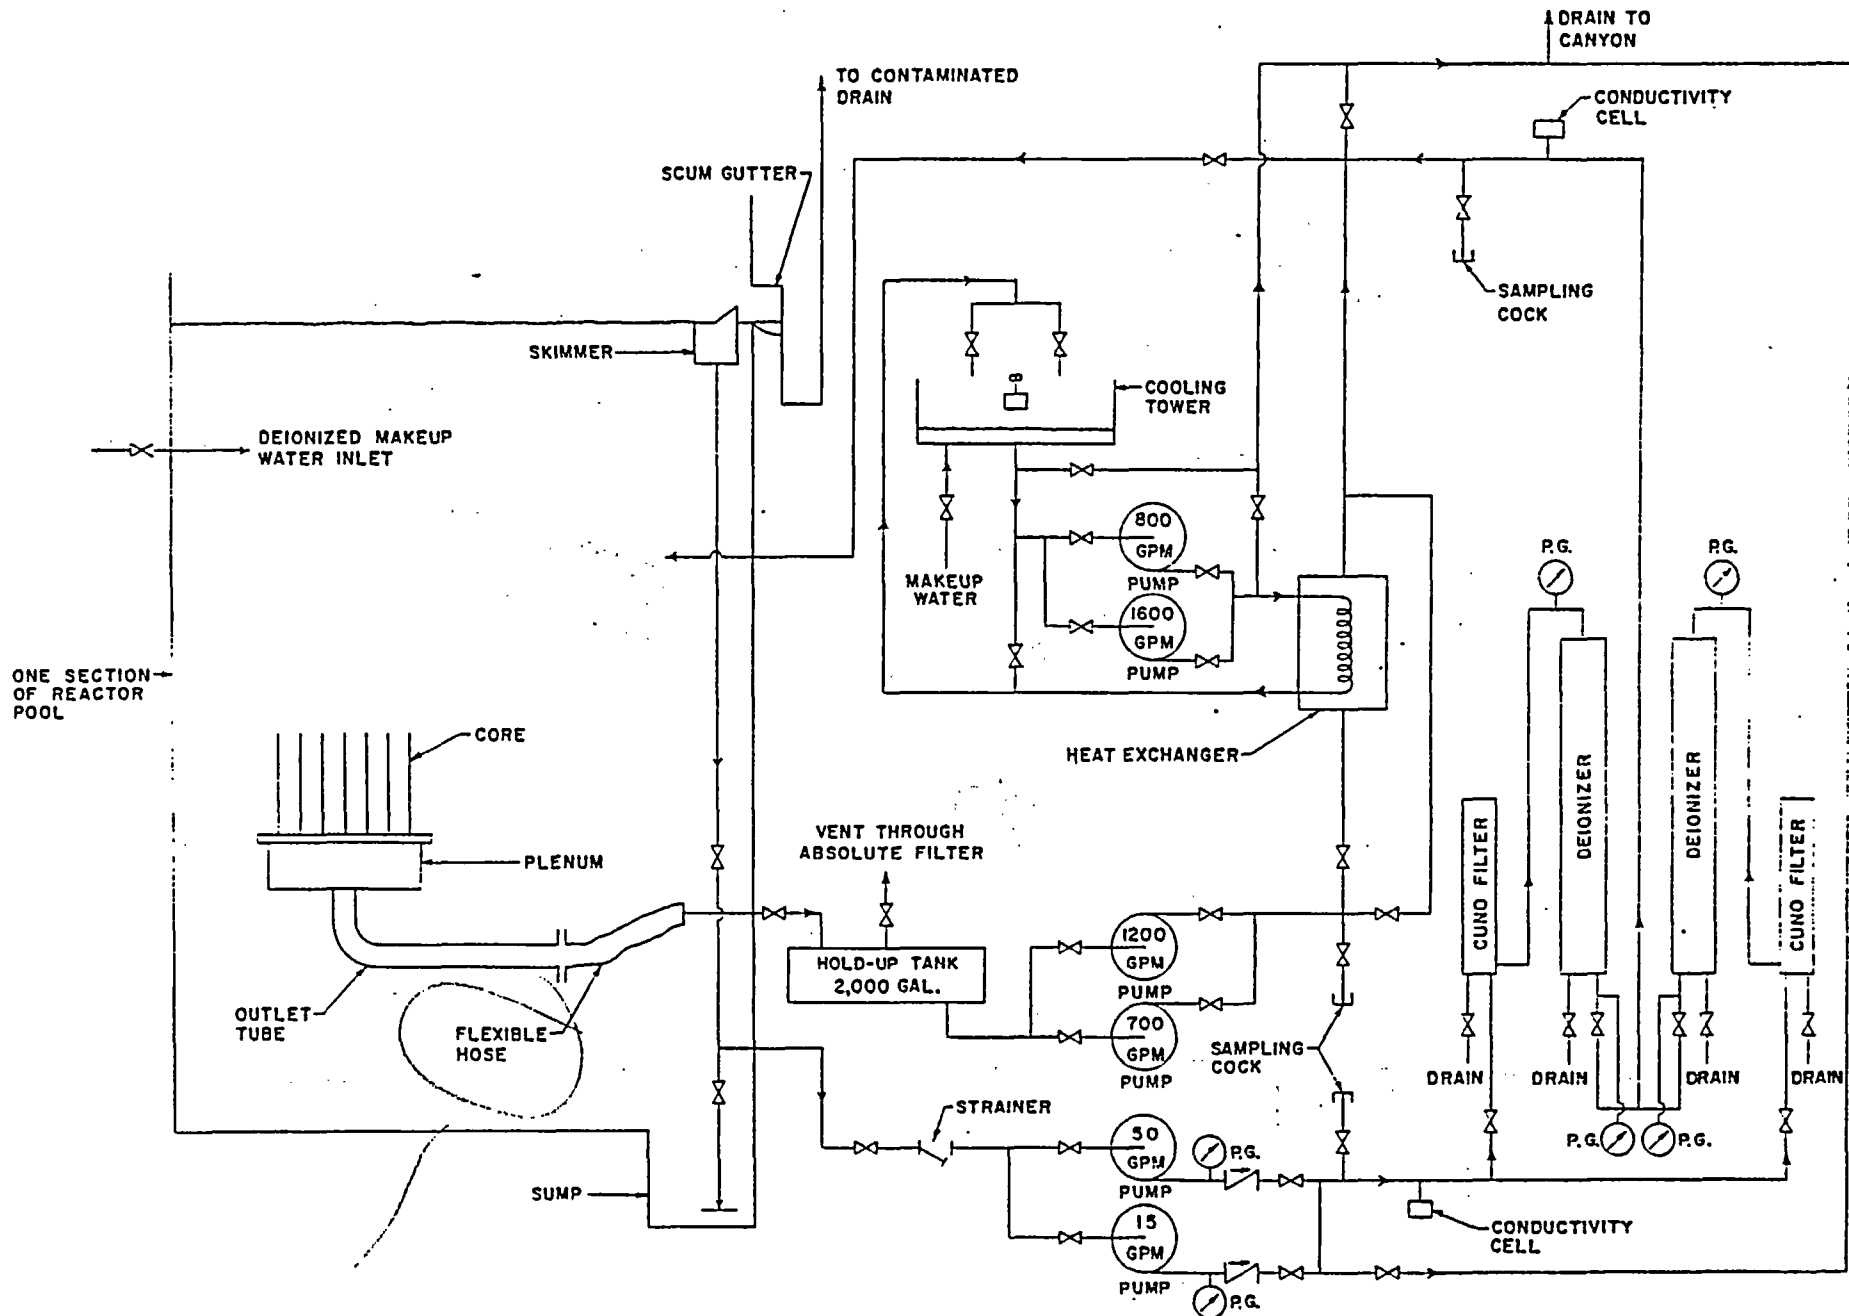 DRAIN TO
CANYON
TO CONTAMINATED
DRAIN
CONDUCTIVITY
CELL
SCUM GUTTER
SAMPLING
COCK
SKIMMER
COOLING
TOWER
DEIONIZED MAKEUP
WATER INLET
800
GPM
PUMP
MAKEUP
WATER
1600
GPM
PUMP
P.G.
P.G.
ONE SECTION
OF REACTOR
POOL
CORE
HEAT EXCHANGER
DEIONIZER
DEIONIZER
CUNO FILTER
CUNO FILTER
VENT THROUGH
ABSOLUTE FILTER
PLENUM
1200
GPM
PUMP
HOLD-UP TANK
2,000 GAL.
OUTLET
TUBE
FLEXIBLE
HOSE
700
GPM
PUMP
SAMPLING
COCK
DRAIN
DRAIN
DRAIN
DRAIN
STRAINER
50
GPM
PUMP
P.G.
P.G.
P.G.
SUMP
15
GPM
PUMP
P.G.
CONDUCTIVITY
CELL